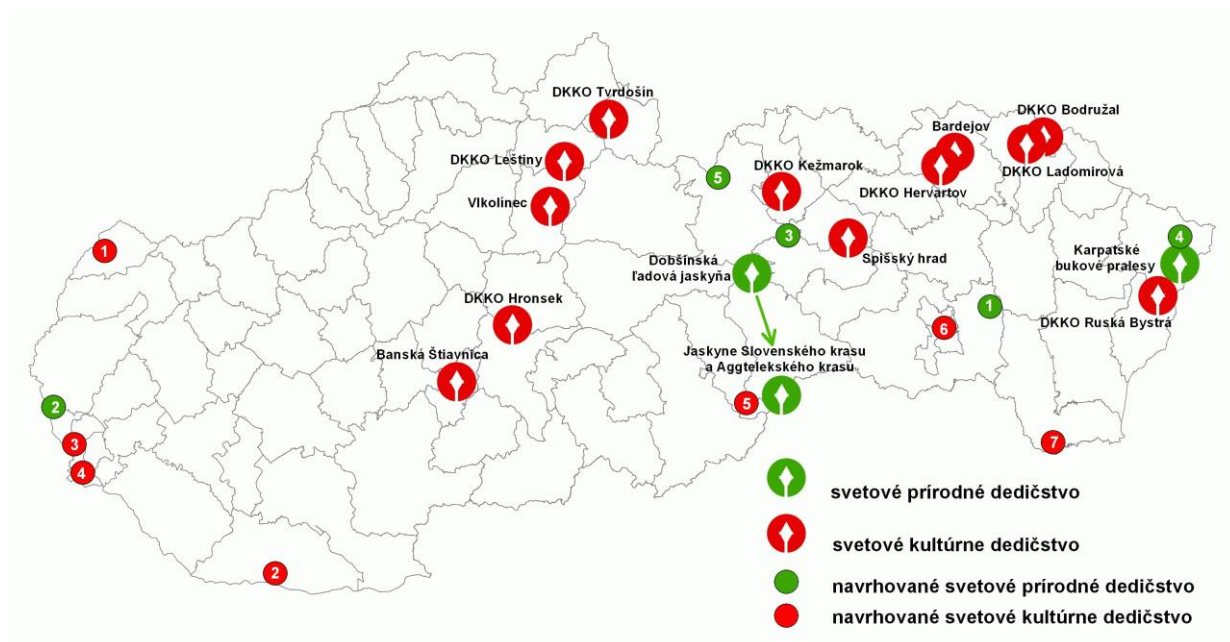 DKKO Tvrdošín
DKKO Bodružal
Bardejov
DKKO Leštiny
DKKO Kežmarok
DKKO Ladomirová
5
DKKO Hervartov
Vlkolínec
1
3
4
Spišský hrad
Karpatské
bukové pralesy
Dobšínská
ľadová jaskyňa
DKKO Hronsek
1
DKKO Ruská Bystrá
6
Jaskyne Slovenského krasu
a Aggtelekského krasu
Banská Štiavnica
2
5
3
7
4
svetové prírodné dedičstvo
svetové kultúrne dedičstvo
2
navrhované svetové prírodné dedičstvo
navrhované svetové kultúrne dedičstvo